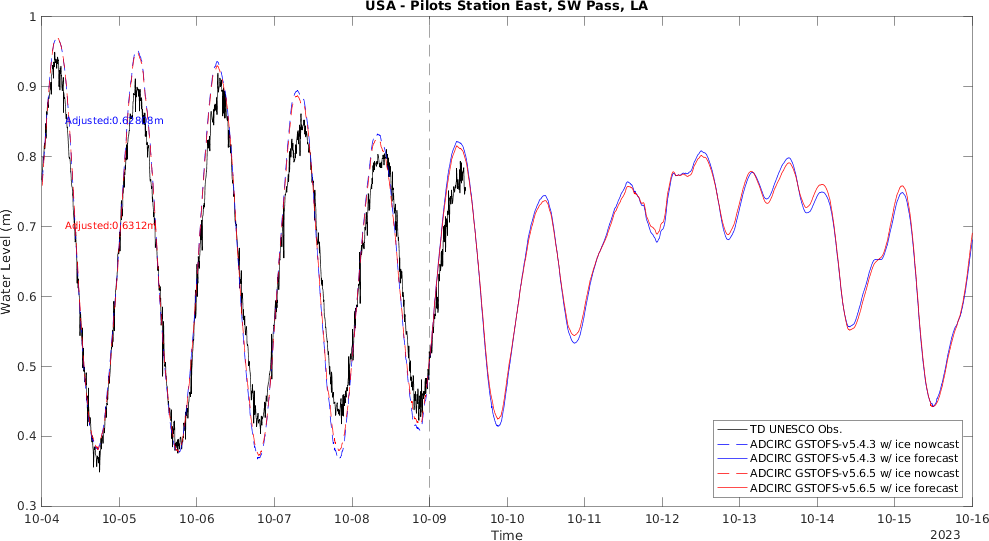 USA - Pilots Station East, SW Pass, LA
Water Level (m)
1
0.9
0.8
0.7
0.6
0.5
0.4
0.3
Adjusted:0.62808m
Adjusted:0.6312m
TD UNESCO Obs.
ADCIRC GSTOFS-v5.4.3 w/ ice nowcast
ADCIRC GSTOFS-v5.4.3 w/ ice forecast
ADCIRC GSTOFS-v5.6.5 w/ ice nowcast
ADCIRC GSTOFS-v5.6.5 w/ ice forecast
10-04 10-05 10-06 10-07 10-08 10-09 10-10 10-11 10-12 10-13 10-14 10-15 10-16
Time
2023